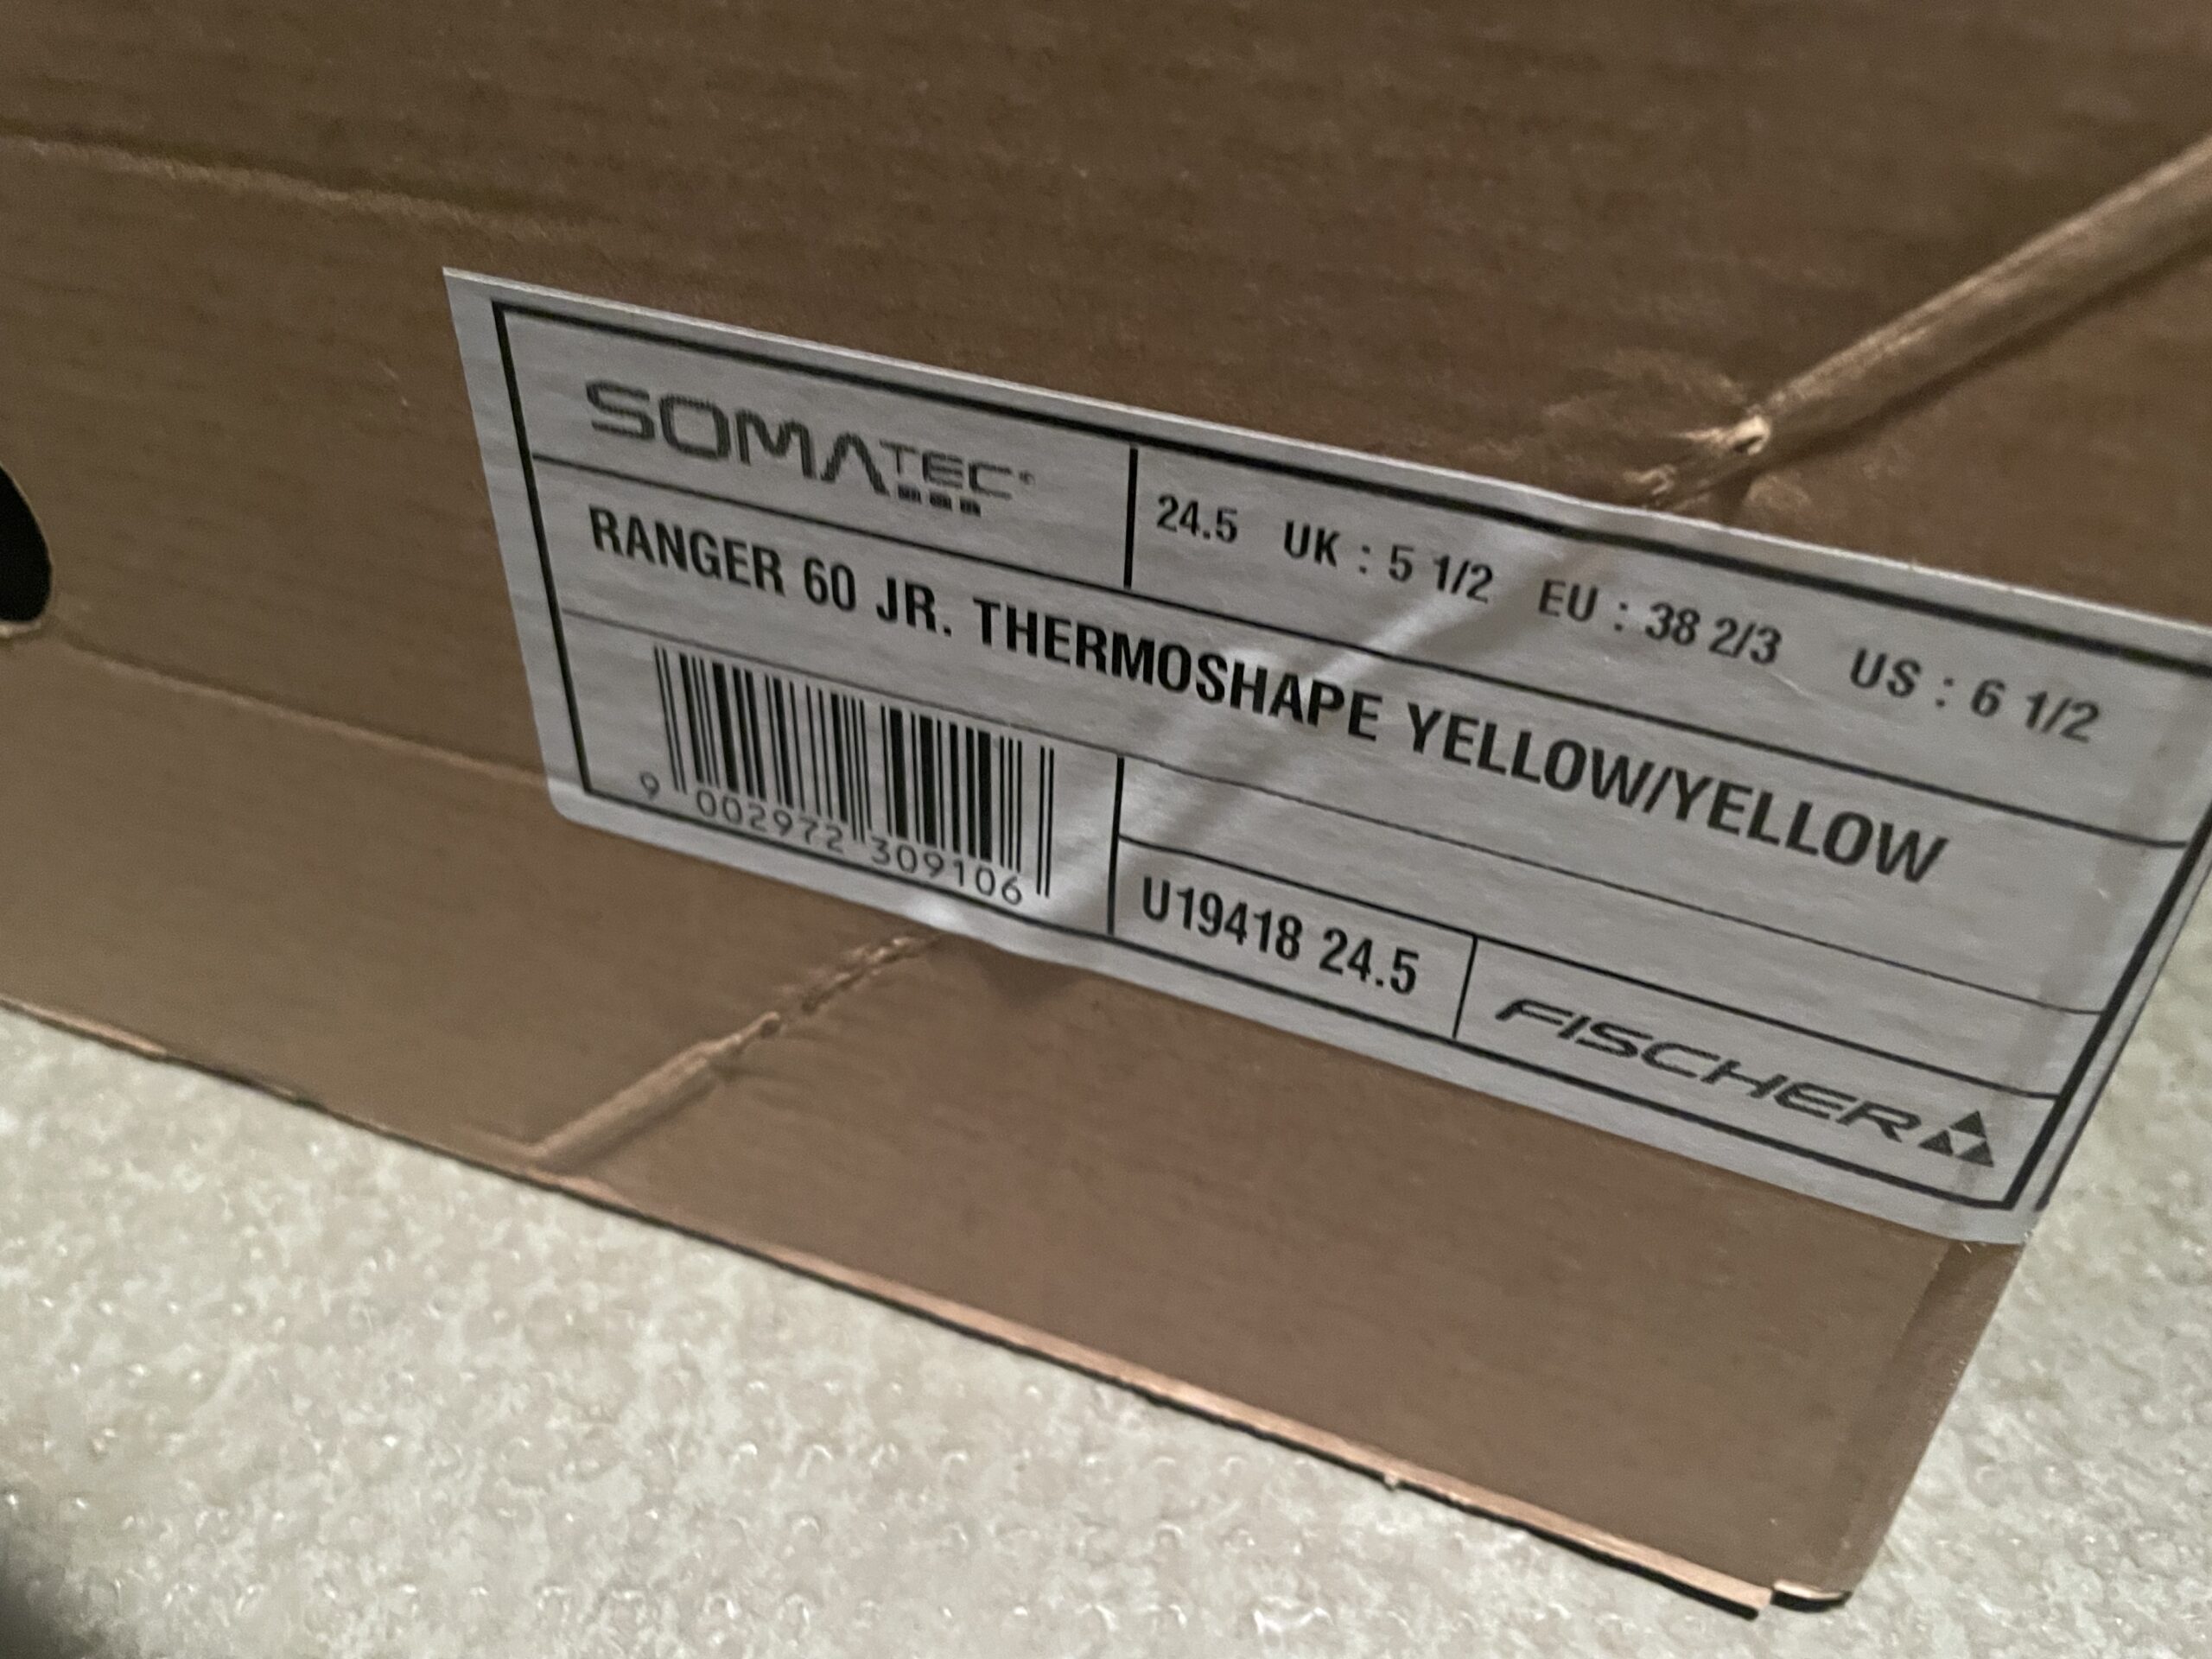 SOMATEC
24.5 UK : 5 1/2 EU : 38 2/3 US : 6 1/2
RANGER 60 JR. THERMOSHAPE YELLOW/YELLOW
9 002972 309106
U19418 24.5
FISCHER